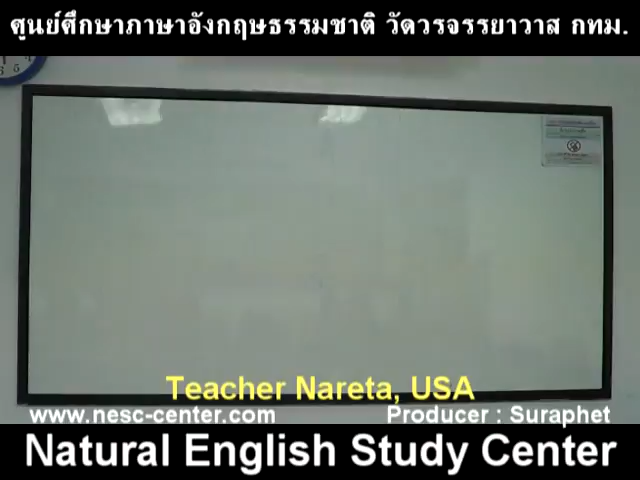 ศูนย์ศึกษาภาษาอังกฤษธรรมชาติ วัดวรจรรยาวาส กทม.
6 5
Teacher Nareta, USA
www.nesc-center.com Producer : Suraphet
Natural English Study Center